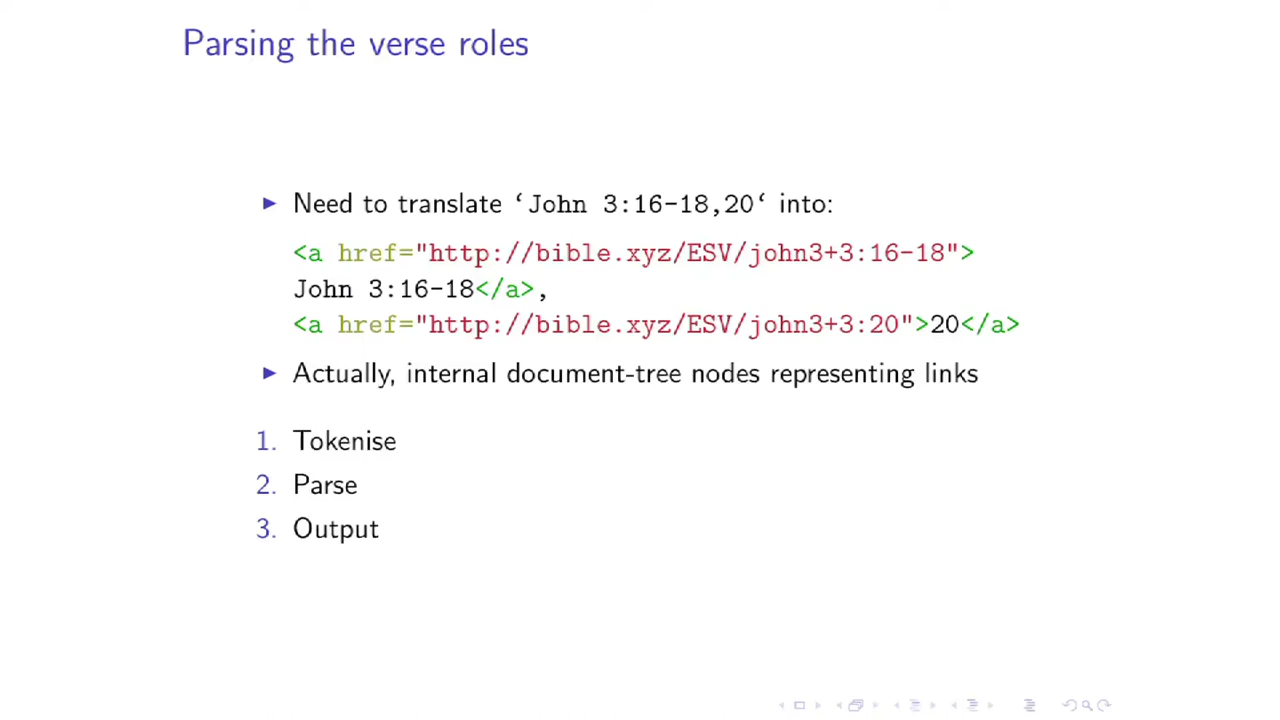 Parsing the verse roles
▶ Need to translate ‘John 3:16-18,20‘ into:
<a href="http://bible.xyz/ESV/john3+3:16-18">
John 3:16-18</a>,
<a href="http://bible.xyz/ESV/john3+3:20">20</a>
▶ Actually, internal document-tree nodes representing links
1. Tokenise
2. Parse
3. Output